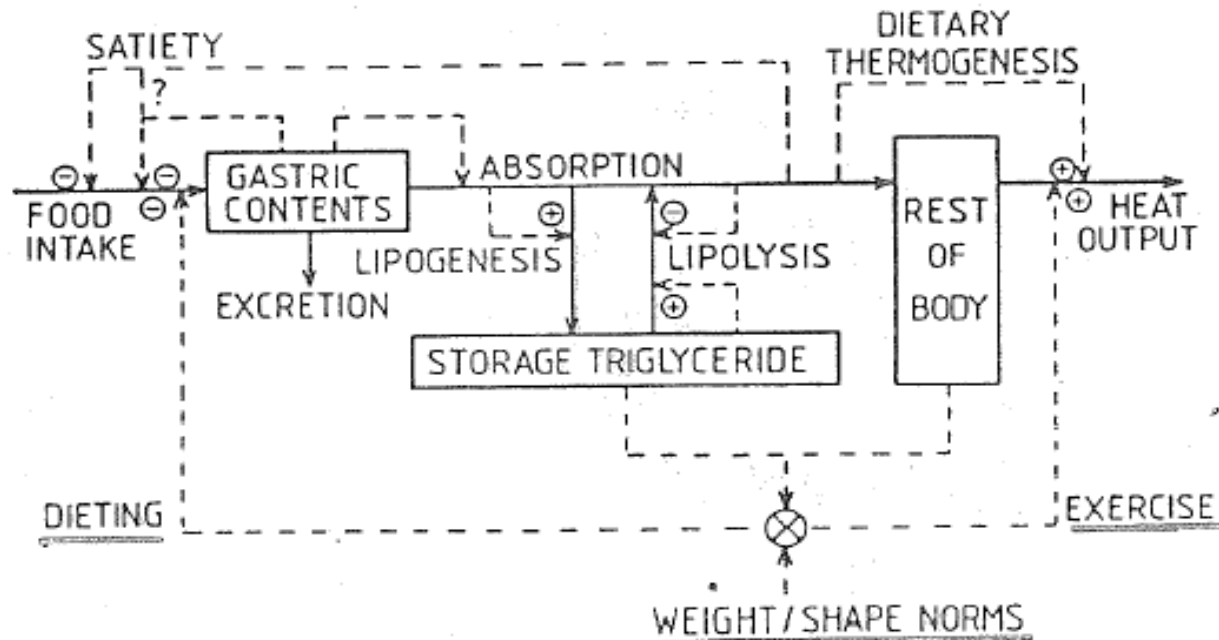 SATIETY
?
DIETARY
THERMOGENESIS
⊖
⊖
⊖
FOOD
INTAKE
GASTRIC
CONTENTS
EXCRETION
ABSORPTION
⊕
LIPOGENESIS
⊖
LIPOLYSIS
⊕
STORAGE TRIGLYCERIDE
REST
OF
BODY
⊕
⊕
HEAT
OUTPUT
DIETING
EXERCISE
WEIGHT/SHAPE NORMS